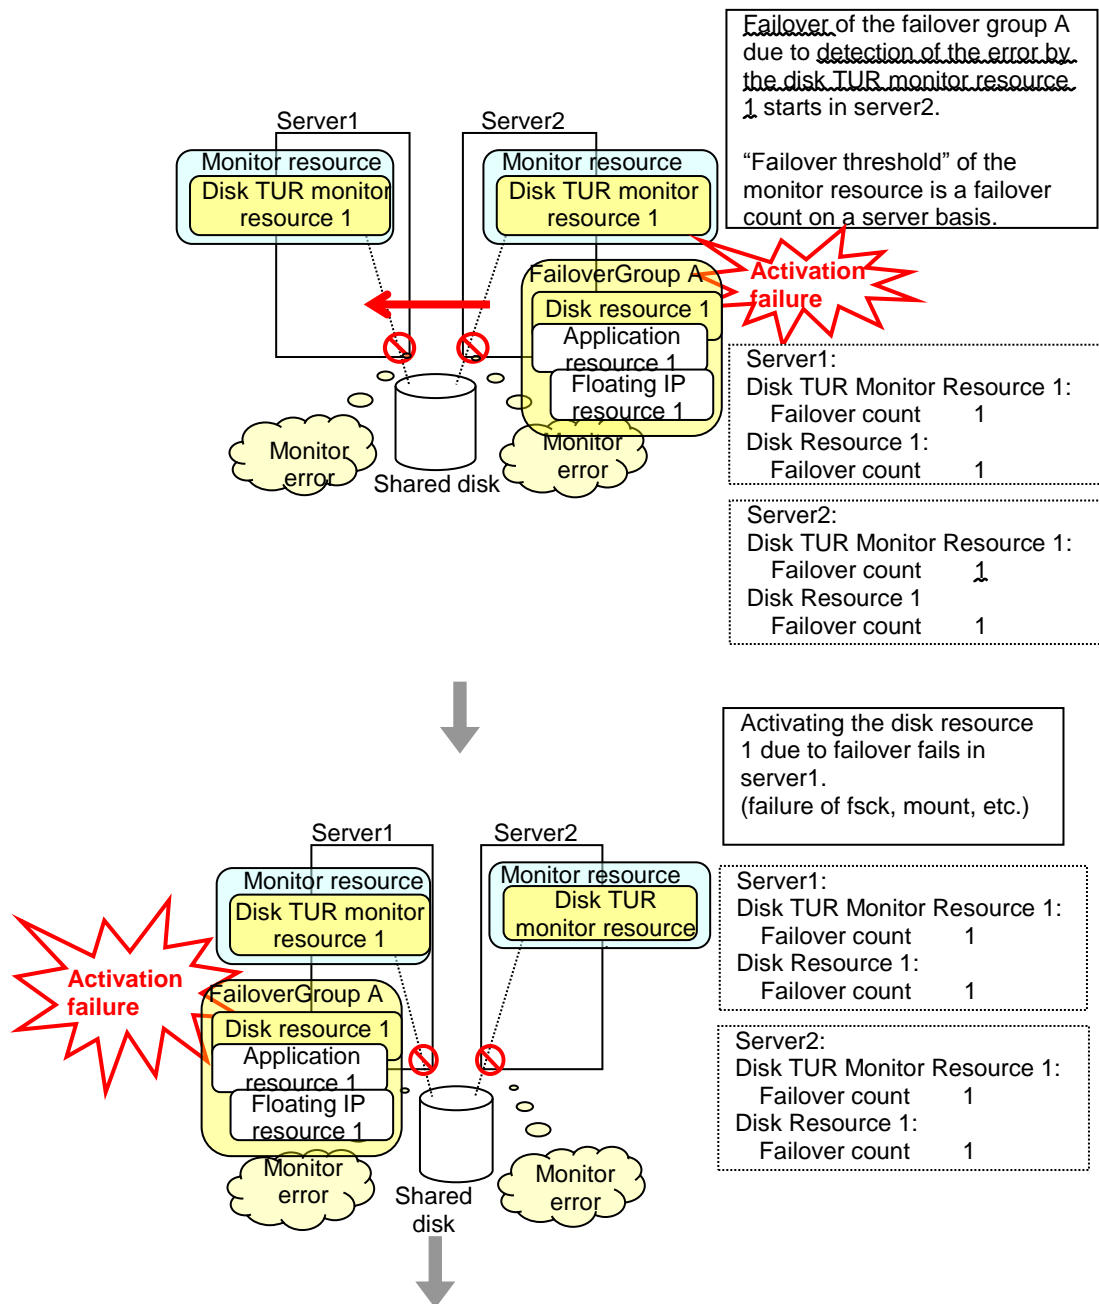 Failover of the failover group A
due to detection of the error by
the disk TUR monitor resource
1 starts in server2.
“Failover threshold” of the
monitor resource is a failover
count on a server basis.
Server1
Server2
Monitor resource
Disk TUR monitor
resource 1
Monitor resource
Disk TUR monitor
resource 1
FailoverGroup A
Disk resource 1
Application
resource 1
Floating IP
resource 1
Activation
failure
Monitor
error
Shared disk
Monitor
error
Server1:
Disk TUR Monitor Resource 1:
Failover count 1
Disk Resource 1:
Failover count 1
Server2:
Disk TUR Monitor Resource 1:
Failover count 1
Disk Resource 1
Failover count 1
Activating the disk resource
1 due to failover fails in
server1.
(failure of fsck, mount, etc.)
Server1
Server2
Monitor resource
Disk TUR monitor
resource 1
Monitor resource
Disk TUR
monitor resource
Activation
failure
FailoverGroup A
Disk resource 1
Application
resource 1
Floating IP
resource 1
Monitor
error
Shared
disk
Monitor
error
Server1:
Disk TUR Monitor Resource 1:
Failover count 1
Disk Resource 1:
Failover count 1
Server2:
Disk TUR Monitor Resource 1:
Failover count 1
Disk Resource 1:
Failover count 1